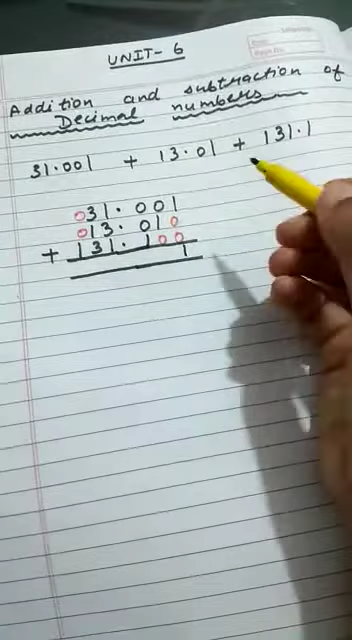 UNIT-6
Addition and subtraction of
Decimal numbers
31.001 + 13.01 + 131.1
031.001
013.010
+ 131.100
1